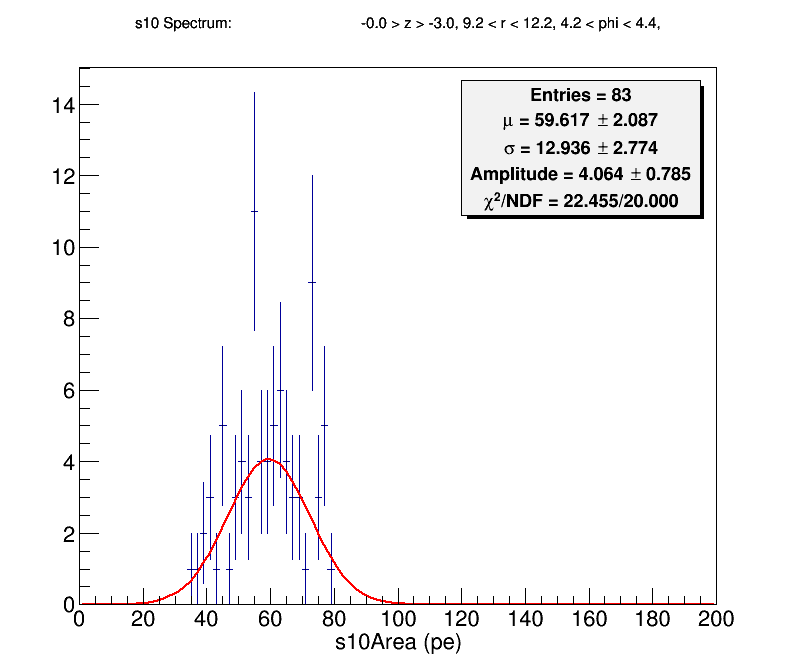 s10 Spectrum: -0.0 > z > -3.0, 9.2 < r < 12.2, 4.2 < phi < 4.4,
Entries = 83
μ = 59.617 ± 2.087
σ = 12.936 ± 2.774
Amplitude = 4.064 ± 0.785
χ²/NDF = 22.455/20.000
14
12
10
8
6
4
2
0
0 20 40 60 80 100 120 140 160 180 200
s10Area (pe)